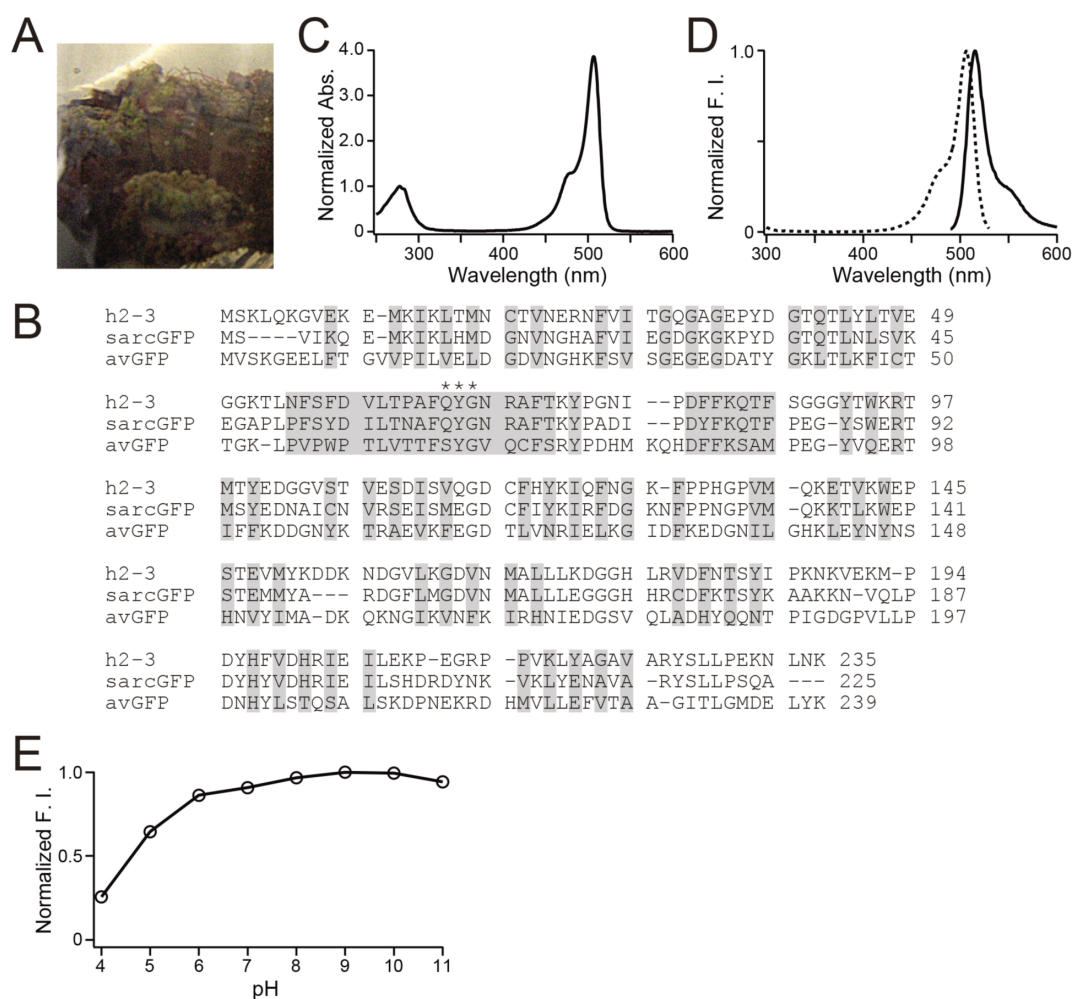 A
C
D
4.0
3.0
2.0
1.0
0
Normalized Abs.
300
400
500
600
Wavelength (nm)
1.0
0
Normalized F. I.
300
400
500
600
Wavelength (nm)
B
h2-3 MSKLQKGVEK E-MKIKLTMN CTVNERNFVI TGQGAGEPYD GTQTLYLTVE 49
sarcGFP MS----VIKQE MKIKLHMD GNVNGHAFVI EGDGKGKPYD GTQTLNLSVK 45
avGFP MVSKGEELFT GVVPILVELD GDVNGHKFSV SGEGEGDATY GKLTLKFICT 50
***
h2-3 GGKTLNFSFD VLTPAFQYGN RAFTKYPGNI --PDFFKQTF SGGGYTWKRT 97
sarcGFP EGAPLPFSYD ILTNAFQYGN RAFTKYPADI --PDYFKQTF PEG-YSWERT 92
avGFP TGK-LPVPWP TLVTTFSYGV QCFSRYPDHM KQHDFFKSAM PEG-YVQERT 98
h2-3 MTYEDGGVST VESDISVQGD CFHYKIQFNG K-FPPHGPVM -QKETVKWEP 145
sarcGFP MSYEDNAICN VRSEISMEGD CFIYKIRFDG KNFPPNGPVM -QKKTLKWEP 141
avGFP IFFKDDGNYK TRAEVKFEGD TLVNRIELKG IDFKEDGNIL GHKLEYNYNS 148
h2-3 STEVMYKDDK NDGVLKGDVN MALLLKDGGH LRVDFNTSYI PKNKVEKM-P 194
sarcGFP STEMMYA--- RDGFLMGDVN MALLLEGGGH HRCDFKTSYK AAKKN-VQLP 187
avGFP HNVYIMA-DK QKNGIKVNFK IRHNIEDGSV QLADHYQQNT PIGDGPVLLP 197
h2-3 DYHFVDHRIE ILEKP-EGRP -PVKLYAGAV ARYSLLPEKN LNK 235
sarcGFP DYHYVDHRIE ILSHDRDYNK -VKLYENAVA-RYSLLPSQA --- 225
avGFP DNHYLSTQSA LSKDPNEKRD HMVLLEFVTA A-GITLGMDE LYK 239
E
1.0
0.5
0
Normalized F. I.
4
5
6
7
8
9
10
11
pH